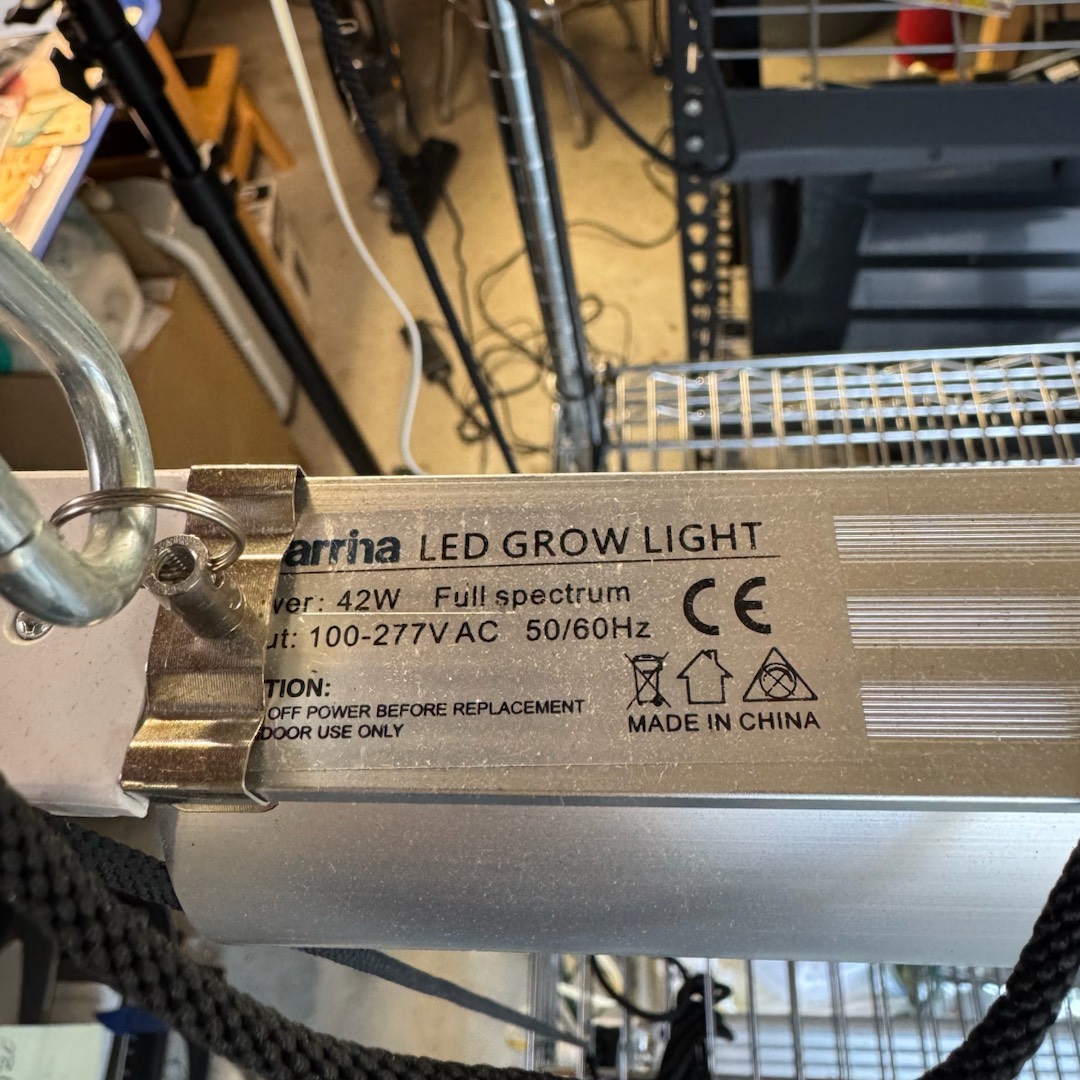 arrina LED GROW LIGHT
wer: 42W Full spectrum
ut: 100-277V AC 50/60Hz
CE
TION:
OFF POWER BEFORE REPLACEMENT
DOOR USE ONLY
MADE IN CHINA